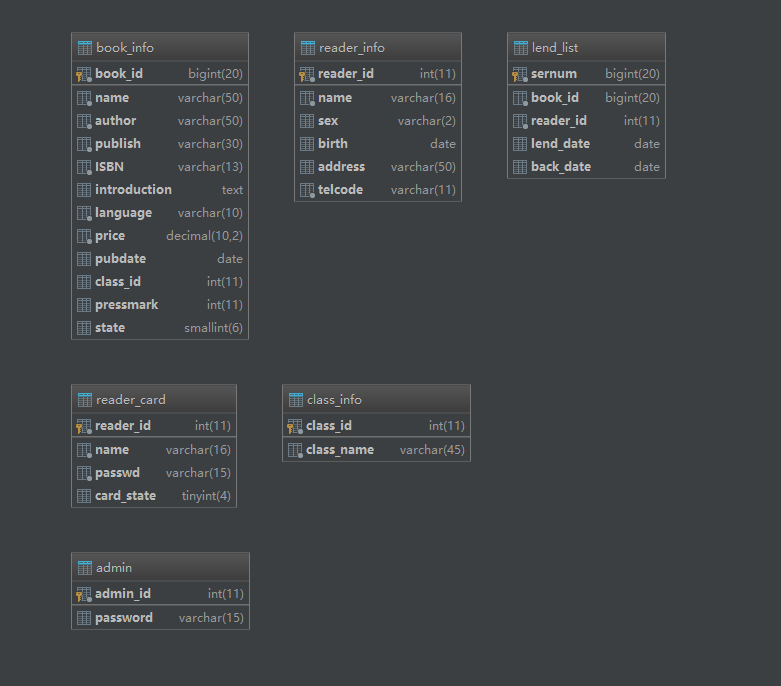 book_info
book_id bigint(20)
name varchar(50)
author varchar(50)
publish varchar(30)
ISBN varchar(13)
introduction text
language varchar(10)
price decimal(10,2)
pubdate date
class_id int(11)
pressmark int(11)
state smallint(6)
reader_info
reader_id int(11)
name varchar(16)
sex varchar(2)
birth date
address varchar(50)
telcode varchar(11)
lend_list
sernum bigint(20)
book_id bigint(20)
reader_id int(11)
lend_date date
back_date date
reader_card
reader_id int(11)
name varchar(16)
passwd varchar(15)
card_state tinyint(4)
class_info
class_id int(11)
class_name varchar(45)
admin
admin_id int(11)
password varchar(15)